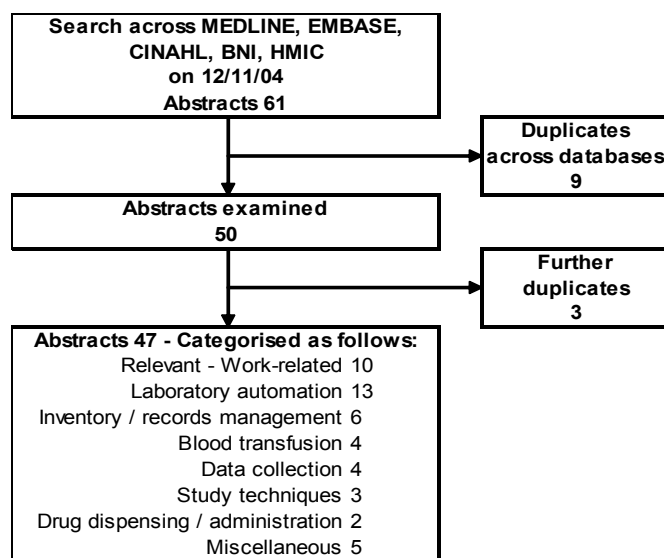 Search across MEDLINE, EMBASE,
CINAHL, BNI, HMIC
on 12/11/04
Abstracts 61
Duplicates
across databases
9
Abstracts examined
50
Further
duplicates
3
Abstracts 47 - Categorised as follows:
Relevant - Work-related 10
Laboratory automation 13
Inventory / records management 6
Blood transfusion 4
Data collection 4
Study techniques 3
Drug dispensing / administration 2
Miscellaneous 5